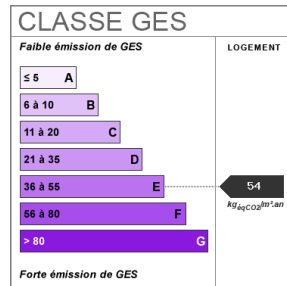 CLASSE GES
Faible émission de GES
LOGEMENT
≤ 5 A
6 à 10 B
11 à 20 C
21 à 35 D
36 à 55 E
54
kgéqCO2/m².an
56 à 80 F
> 80 G
Forte émission de GES